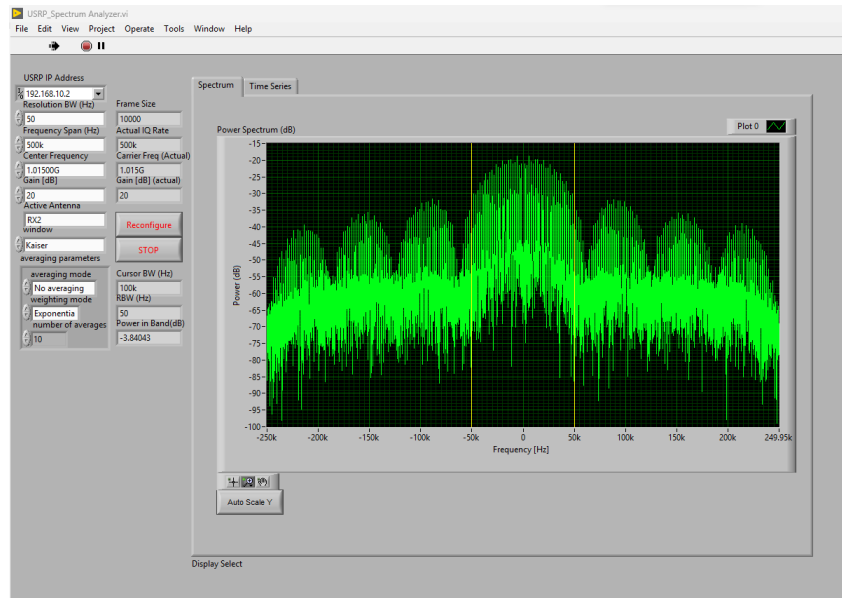 USRP_Spectrum Analyzer.vi
File Edit View Project Operate Tools Window Help
USRP IP Address
192.168.10.2
Resolution BW (Hz) Frame Size
50 10000
Frequency Span (Hz) Actual IQ Rate
500k 500k
Center Frequency Carrier Freq (Actual)
1.01500G 1.015G
Gain [dB] Gain [dB] (actual)
20 20
Active Antenna
RX2 Reconfigure
window
Kaiser STOP
averaging parameters
averaging mode Cursor BW (Hz)
No averaging 100k
weighting mode RBW (Hz)
Exponentia 50
number of averages Power in Band(dB)
10 -3.84043
Spectrum Time Series
Power Spectrum (dB) Plot 0
-15
-20
-25
-30
-35
-40
-45
-50
-55
-60
-65
-70
-75
-80
-85
-90
-95
-100
Power (dB)
-250k -200k -150k -100k -50k 0 50k 100k 150k 200k 249.95k
Frequency [Hz]
Auto Scale Y
Display Select